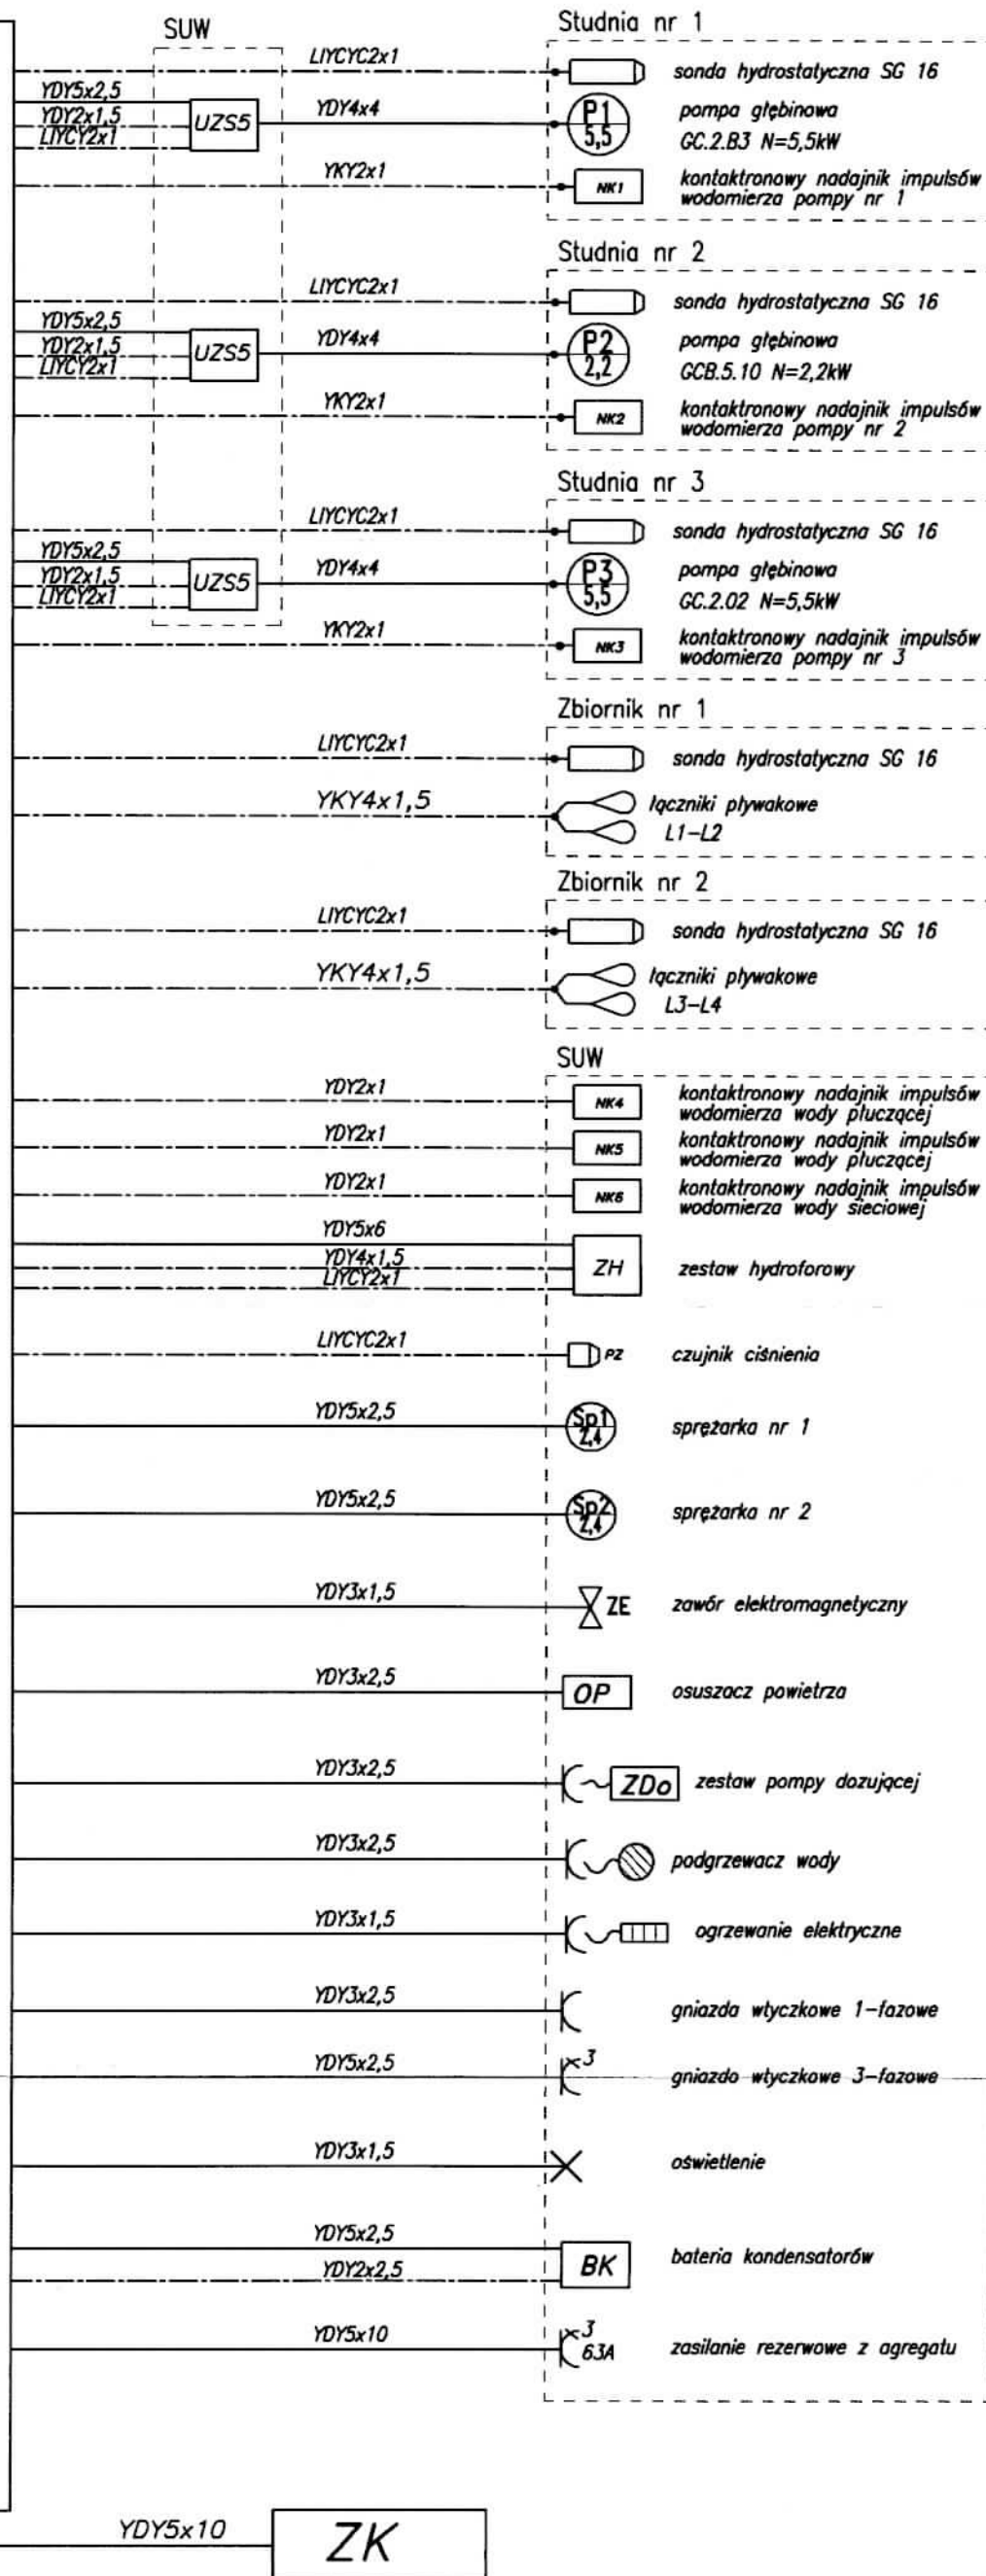 SUW
Studnia nr 1
LIYCYC2x1
sonda hydrostatyczna SG 16
YDY5x2,5
YDY2x1,5
LIYCY2x1
UZS5
YDY4x4
P1
5,5
pompa głębinowa
GC.2.B3 N=5,5kW
YKY2x1
NK1
kontaktronowy nadajnik impulsów
wodomierza pompy nr 1
Studnia nr 2
LIYCYC2x1
sonda hydrostatyczna SG 16
YDY5x2,5
YDY2x1,5
LIYCY2x1
UZS5
YDY4x4
P2
2,2
pompa głębinowa
GCB.5.10 N=2,2kW
YKY2x1
NK2
kontaktronowy nadajnik impulsów
wodomierza pompy nr 2
Studnia nr 3
LIYCYC2x1
sonda hydrostatyczna SG 16
YDY5x2,5
YDY2x1,5
LIYCY2x1
UZS5
YDY4x4
P3
5,5
pompa głębinowa
GC.2.02 N=5,5kW
YKY2x1
NK3
kontaktronowy nadajnik impulsów
wodomierza pompy nr 3
Zbiornik nr 1
LIYCYC2x1
sonda hydrostatyczna SG 16
YKY4x1,5
łączniki pływakowe
L1-L2
Zbiornik nr 2
LIYCYC2x1
sonda hydrostatyczna SG 16
YKY4x1,5
łączniki pływakowe
L3-L4
SUW
YDY2x1
NK4
kontaktronowy nadajnik impulsów
wodomierza wody płuczącej
YDY2x1
NK5
kontaktronowy nadajnik impulsów
wodomierza wody płuczącej
YDY2x1
NK6
kontaktronowy nadajnik impulsów
wodomierza wody sieciowej
YDY5x6
YDY4x1,5
LIYCY2x1
ZH
zestaw hydroforowy
LIYCYC2x1
PZ
czujnik ciśnienia
YDY5x2,5
Sp1
2,4
sprężarka nr 1
YDY5x2,5
Sp2
2,4
sprężarka nr 2
YDY3x1,5
ZE
zawór elektromagnetyczny
YDY3x2,5
OP
osuszacz powietrza
YDY3x2,5
ZDo
zestaw pompy dozującej
YDY3x2,5
podgrzewacz wody
YDY3x1,5
ogrzewanie elektryczne
YDY3x2,5
gniazda wtyczkowe 1-fazowe
YDY5x2,5
3
gniazdo wtyczkowe 3-fazowe
YDY3x1,5
oświetlenie
YDY5x2,5
YDY2x2,5
BK
bateria kondensatorów
YDY5x10
3
63A
zasilanie rezerwowe z agregatu
YDY5x10
ZK